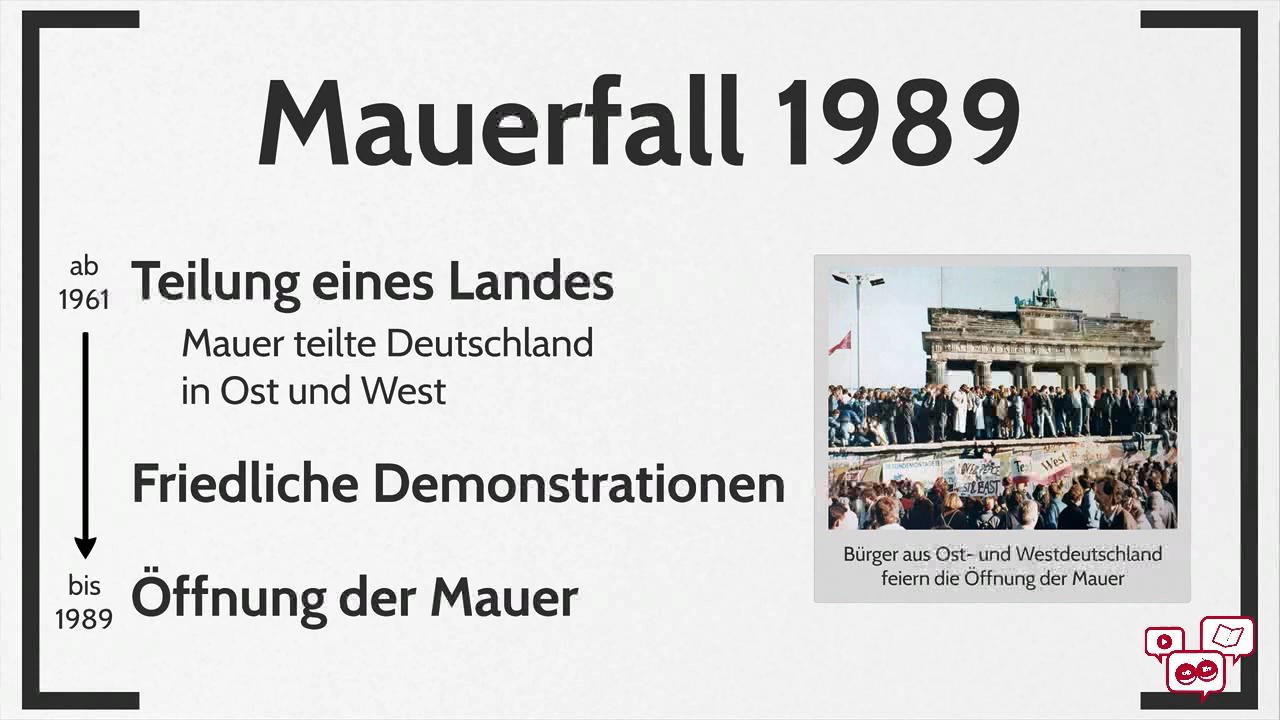 Mauerfall 1989
ab
1961
Teilung eines Landes
Mauer teilte Deutschland
in Ost und West
Friedliche Demonstrationen
bis
1989
Öffnung der Mauer
West
Bürger aus Ost- und Westdeutschland
feiern die Öffnung der Mauer